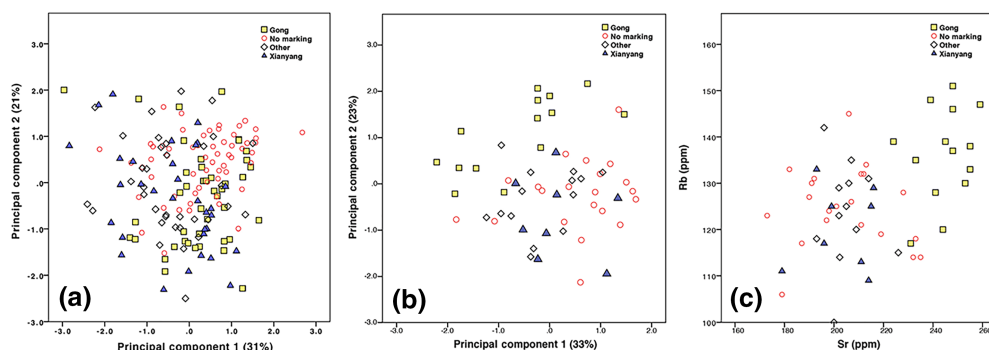 Gong
No marking
Other
Xianyang
3.0
2.0
1.0
.0
-1.0
-2.0
-3.0
-3.0 -2.0 -1.0 .0 1.0 2.0 3.0
Principal component 2 (21%)
Principal component 1 (31%)
(a)
Gong
No marking
Other
Xianyang
3.0
2.0
1.0
.0
-1.0
-2.0
-3.0
-3.0 -2.0 -1.0 .0 1.0 2.0
Principal component 2 (23%)
Principal component 1 (33%)
(b)
Gong
No marking
Other
Xianyang
160
150
140
130
120
110
100
160 180 200 220 240 260
Rb (ppm)
Sr (ppm)
(c)